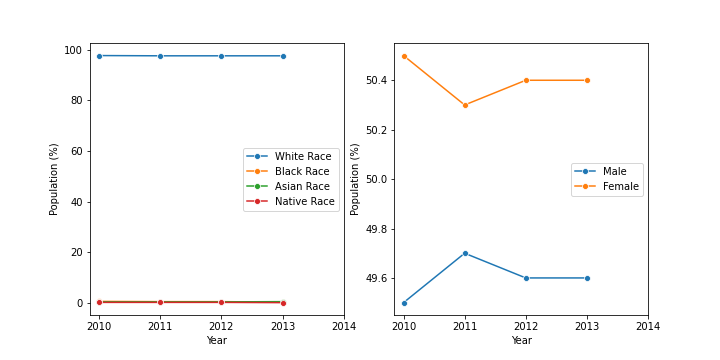 100
80
60
40
20
0
Population (%)
2010 2011 2012 2013 2014
Year
White Race
Black Race
Asian Race
Native Race
50.4
50.2
50.0
49.8
49.6
Population (%)
2010 2011 2012 2013 2014
Year
Male
Female